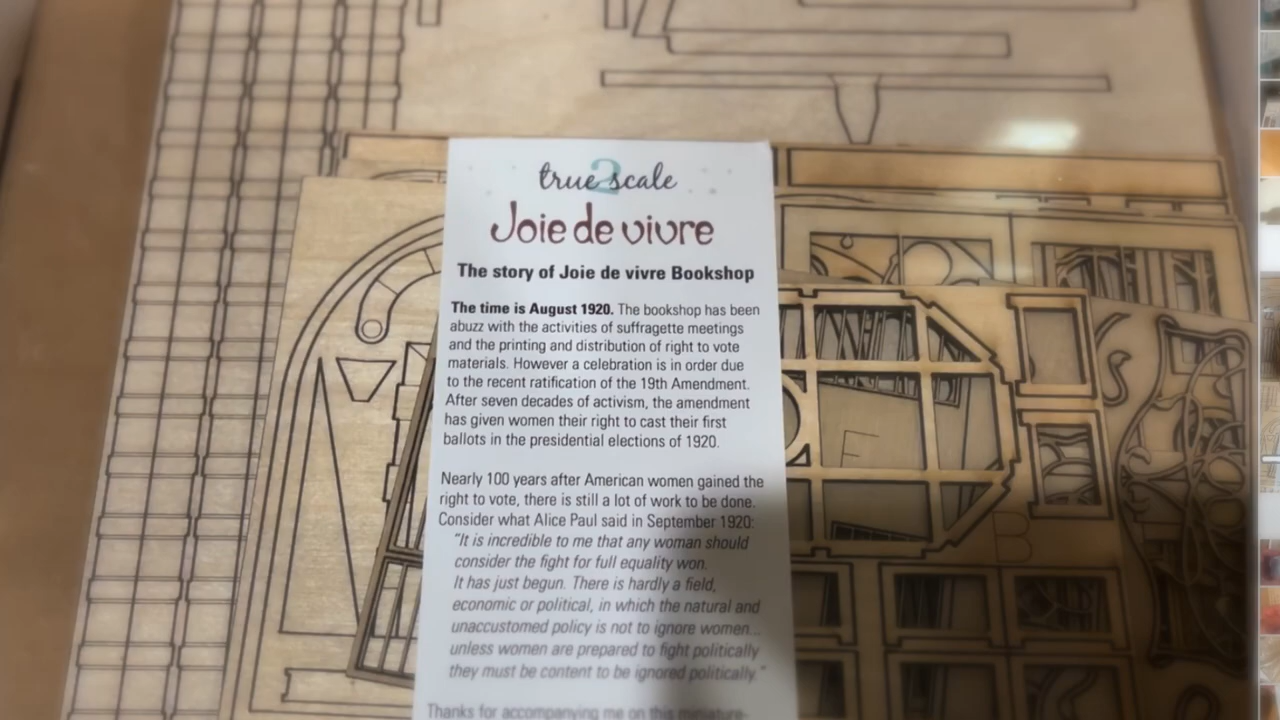 true2scale
Joie de vivre
The story of Joie de vivre Bookshop
The time is August 1920. The bookshop has been
abuzz with the activities of suffragette meetings
and the printing and distribution of right to vote
materials. However a celebration is in order due
to the recent ratification of the 19th Amendment.
After seven decades of activism, the amendment
has given women their right to cast their first
ballots in the presidential elections of 1920.
Nearly 100 years after American women gained the
right to vote, there is still a lot of work to be done.
Consider what Alice Paul said in September 1920:
"It is incredible to me that any woman should
consider the fight for full equality won.
It has just begun. There is hardly a field,
economic or political, in which the natural and
unaccustomed policy is not to ignore women...
unless women are prepared to fight politically
they must be content to be ignored politically."
Thanks for accompanying me on this miniature-
E
B